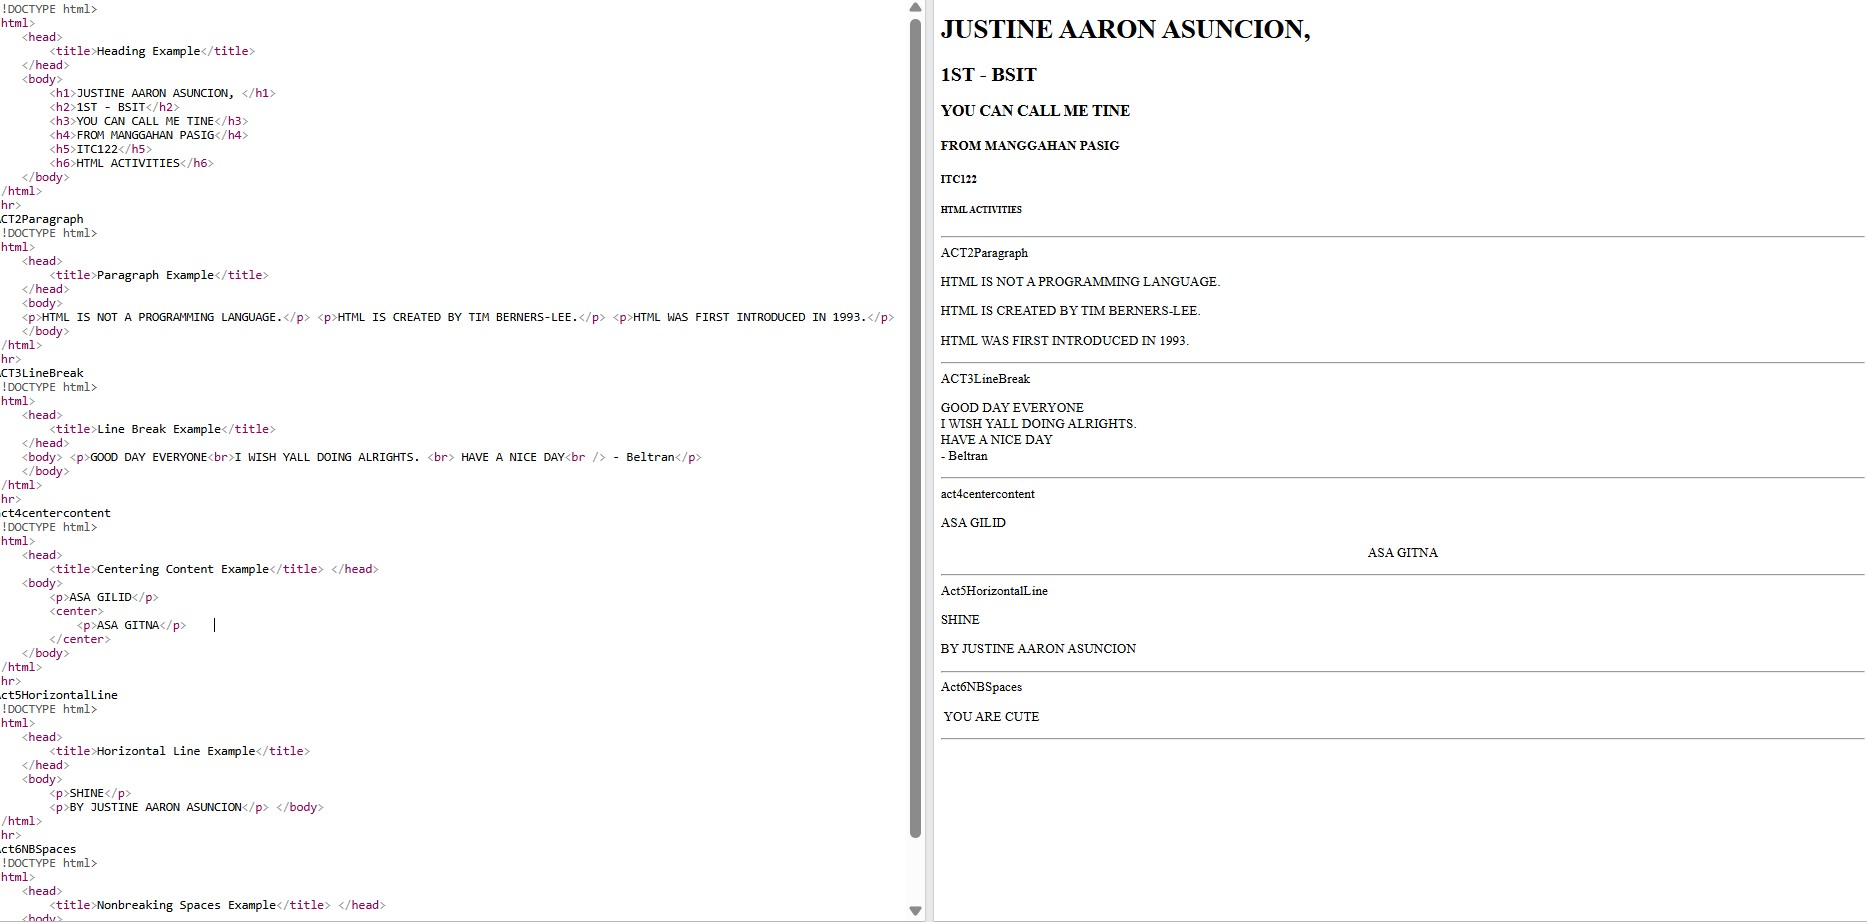 !DOCTYPE html>
html>
<head>
<title>Heading Example</title>
</head>
<body>
<h1>JUSTINE AARON ASUNCION, </h1>
<h2>1ST - BSIT</h2>
<h3>YOU CAN CALL ME TINE</h3>
<h4>FROM MANGGAHAN PASIG</h4>
<h5>ITC122</h5>
<h6>HTML ACTIVITIES</h6>
</body>
/html>
hr>
CT2Paragraph
!DOCTYPE html>
html>
<head>
<title>Paragraph Example</title>
</head>
<body>
<p>HTML IS NOT A PROGRAMMING LANGUAGE.</p> <p>HTML IS CREATED BY TIM BERNERS-LEE.</p> <p>HTML WAS FIRST INTRODUCED IN 1993.</p>
</body>
/html>
hr>
CT3LineBreak
!DOCTYPE html>
html>
<head>
<title>Line Break Example</title>
</head>
<body> <p>GOOD DAY EVERYONE<br>I WISH YALL DOING ALRIGHTS. <br> HAVE A NICE DAY<br /> - Beltran</p>
</body>
/html>
hr>
ct4centercontent
!DOCTYPE html>
html>
<head>
<title>Centering Content Example</title> </head>
<body>
<p>ASA GILID</p>
<center>
<p>ASA GITNA</p>
</center>
</body>
/html>
hr>
ct5HorizontalLine
!DOCTYPE html>
html>
<head>
<title>Horizontal Line Example</title>
</head>
<body>
<p>SHINE</p>
<p>BY JUSTINE AARON ASUNCION</p> </body>
/html>
hr>
ct6NBSpaces
!DOCTYPE html>
html>
<head>
<title>Nonbreaking Spaces Example</title> </head>
<body>
JUSTINE AARON ASUNCION,
1ST - BSIT
YOU CAN CALL ME TINE
FROM MANGGAHAN PASIG
ITC122
HTML ACTIVITIES
ACT2Paragraph
HTML IS NOT A PROGRAMMING LANGUAGE.
HTML IS CREATED BY TIM BERNERS-LEE.
HTML WAS FIRST INTRODUCED IN 1993.
ACT3LineBreak
GOOD DAY EVERYONE
I WISH YALL DOING ALRIGHTS.
HAVE A NICE DAY
- Beltran
act4centercontent
ASA GILID
ASA GITNA
Act5HorizontalLine
SHINE
BY JUSTINE AARON ASUNCION
Act6NBSpaces
YOU ARE CUTE